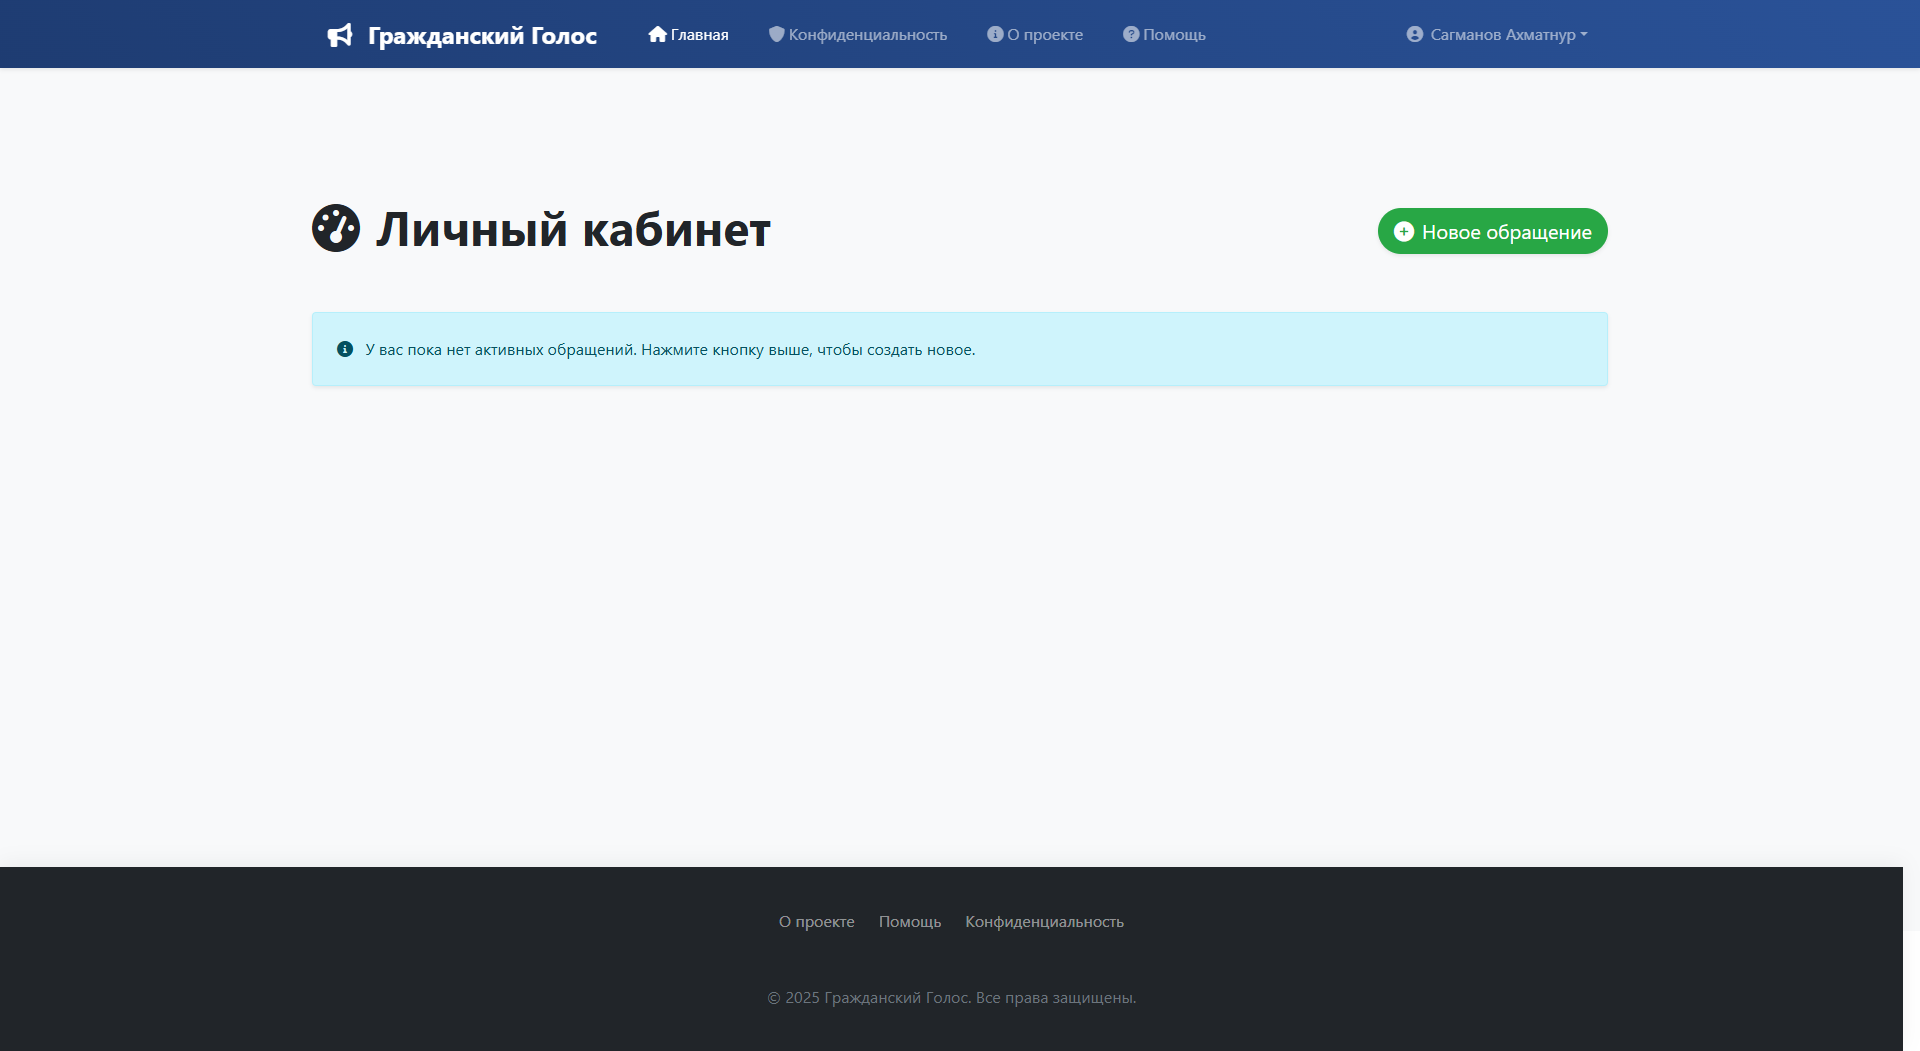 Гражданский Голос Главная Конфиденциальность О проекте Помощь Сагманов Ахматнур
Личный кабинет Новое обращение
У вас пока нет активных обращений. Нажмите кнопку выше, чтобы создать новое.
О проекте Помощь Конфиденциальность
© 2025 Гражданский Голос. Все права защищены.